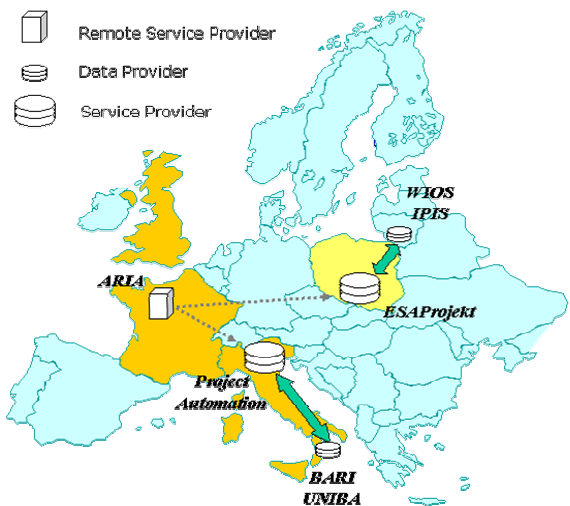 Remote Service Provider
Data Provider
Service Provider
WIOS
IPIS
ARIA
ESAProjekt
Project
Automation
BARI
UNIBA